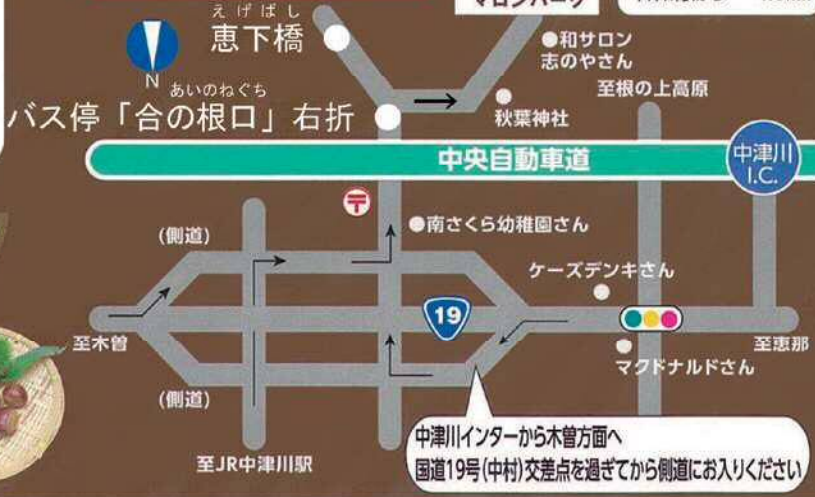 えげばし
恵下橋
N
あいのねぐち
バス停「合の根口」右折
和サロン
志のやさん
秋葉神社
至根の上高原
中央自動車道
中津川
I.C.
〒
南さくら幼稚園さん
(側道)
ケーズデンキさん
19
至木曽
至恵那
マクドナルドさん
(側道)
至JR中津川駅
中津川インターから木曽方面へ
国道19号(中村)交差点を過ぎてから側道にお入りください